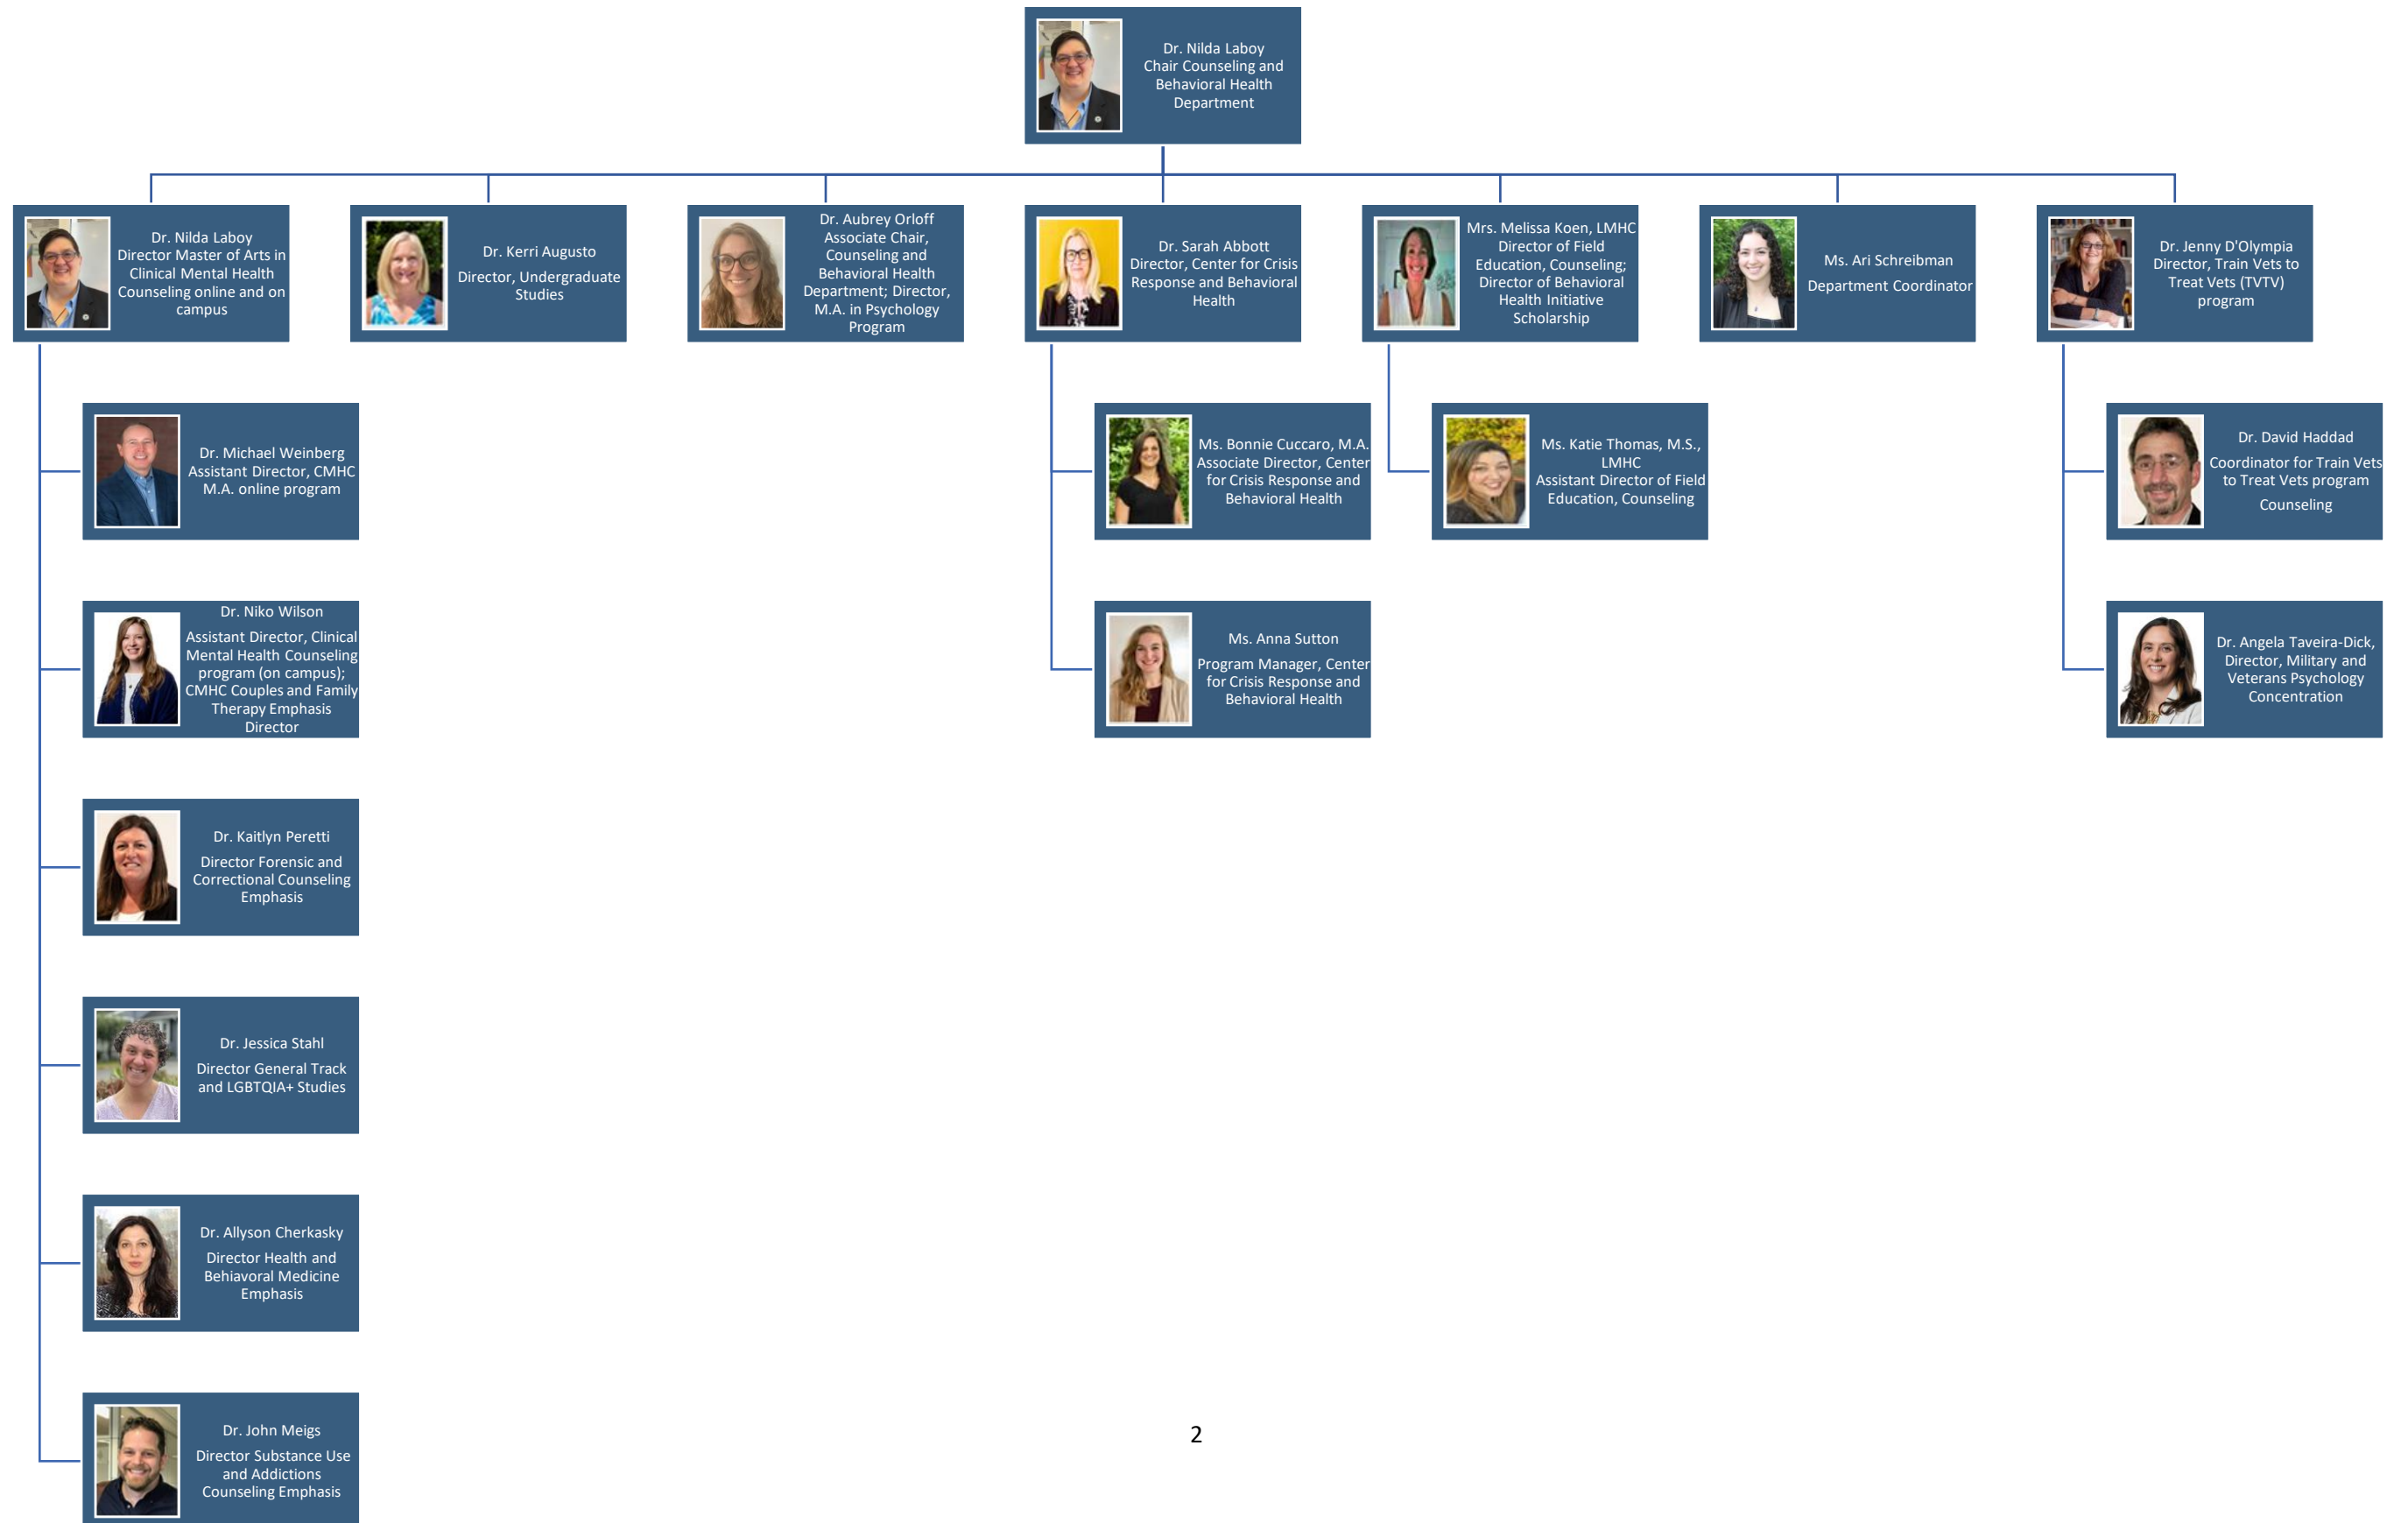 Dr. Nilda Laboy
Chair Counseling and
Behavioral Health
Department
Dr. Nilda Laboy
Director Master of Arts in
Clinical Mental Health
Counseling online and on
campus
Dr. Kerri Augusto
Director, Undergraduate
Studies
Dr. Aubrey Orloff
Associate Chair,
Counseling and
Behavioral Health
Department; Director,
M.A. in Psychology
Program
Dr. Sarah Abbott
Director, Center for Crisis
Response and Behavioral
Health
Mrs. Melissa Koen, LMHC
Director of Field
Education, Counseling;
Director of Behavioral
Health Initiative
Scholarship
Ms. Ari Schreibman
Department Coordinator
Dr. Jenny D'Olympia
Director, Train Vets to
Treat Vets (TVTV)
program
Dr. Michael Weinberg
Assistant Director, CMHC
M.A. online program
Ms. Bonnie Cuccaro, M.A.
Associate Director, Center
for Crisis Response and
Behavioral Health
Ms. Katie Thomas, M.S.,
LMHC
Assistant Director of Field
Education, Counseling
Dr. David Haddad
Coordinator for Train Vets
to Treat Vets program
Counseling
Dr. Niko Wilson
Assistant Director, Clinical
Mental Health Counseling
program (on campus);
CMHC Couples and Family
Therapy Emphasis
Director
Ms. Anna Sutton
Program Manager, Center
for Crisis Response and
Behavioral Health
Dr. Angela Taveira-Dick,
Director, Military and
Veterans Psychology
Concentration
Dr. Kaitlyn Peretti
Director Forensic and
Correctional Counseling
Emphasis
Dr. Jessica Stahl
Director General Track
and LGBTQIA+ Studies
Dr. Allyson Cherkasky
Director Health and
Behiavoral Medicine
Emphasis
Dr. John Meigs
Director Substance Use
and Addictions
Counseling Emphasis
2